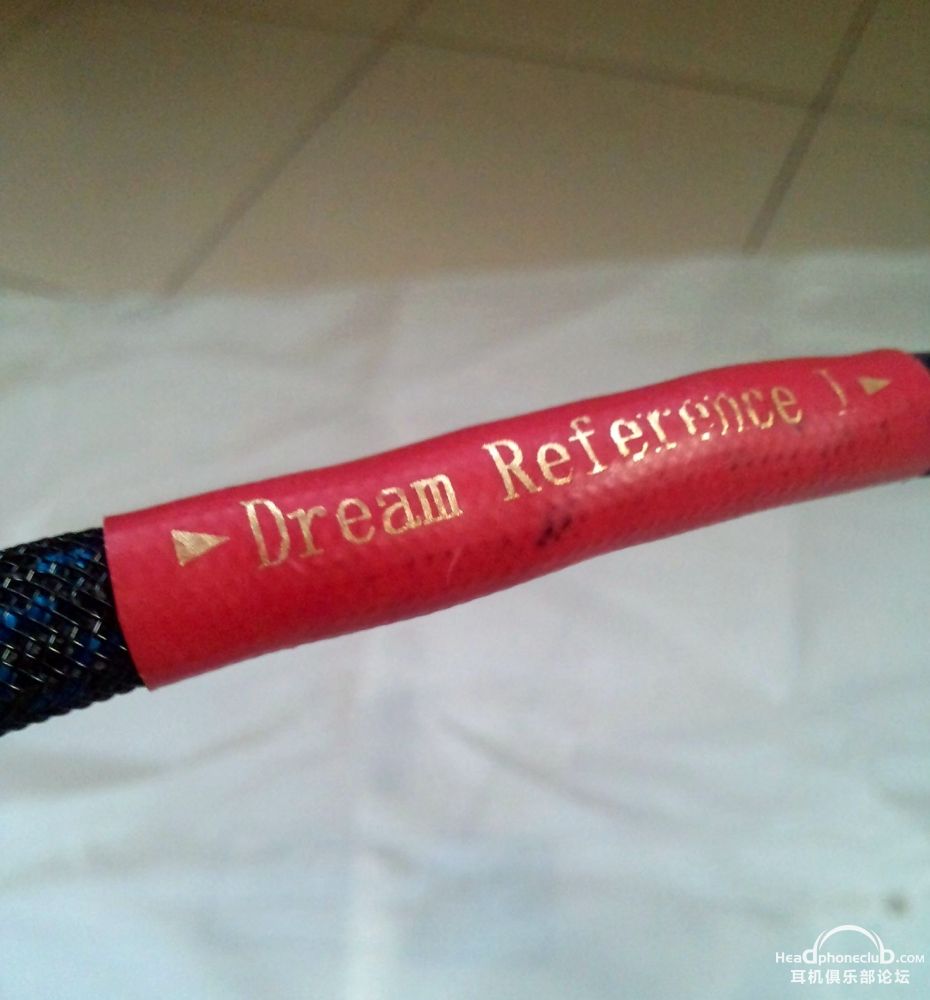 Dream Reference
Headphoneclub.com
耳机俱乐部论坛